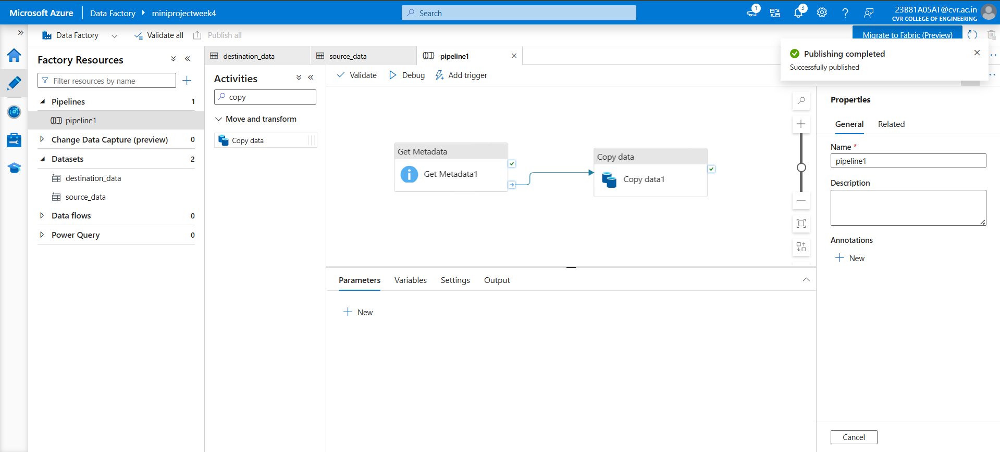 Microsoft Azure
Data Factory
miniprojectweek4
Search
1
3
23B81A05AT@cvr.ac.in
CVR COLLEGE OF ENGINEERING
Data Factory
Validate all
Publish all
Migrate to Fabric (Preview)
Publishing completed
Successfully published
Factory Resources
Filter resources by name
Pipelines
1
pipeline1
Change Data Capture (preview)
0
Datasets
2
destination_data
source_data
Data flows
0
Power Query
0
destination_data
source_data
pipeline1
Activities
copy
Move and transform
Copy data
Validate
Debug
Add trigger
Get Metadata
Get Metadata1
Copy data
Copy data1
Parameters
Variables
Settings
Output
New
Properties
General
Related
Name *
pipeline1
Description
Annotations
New
Cancel